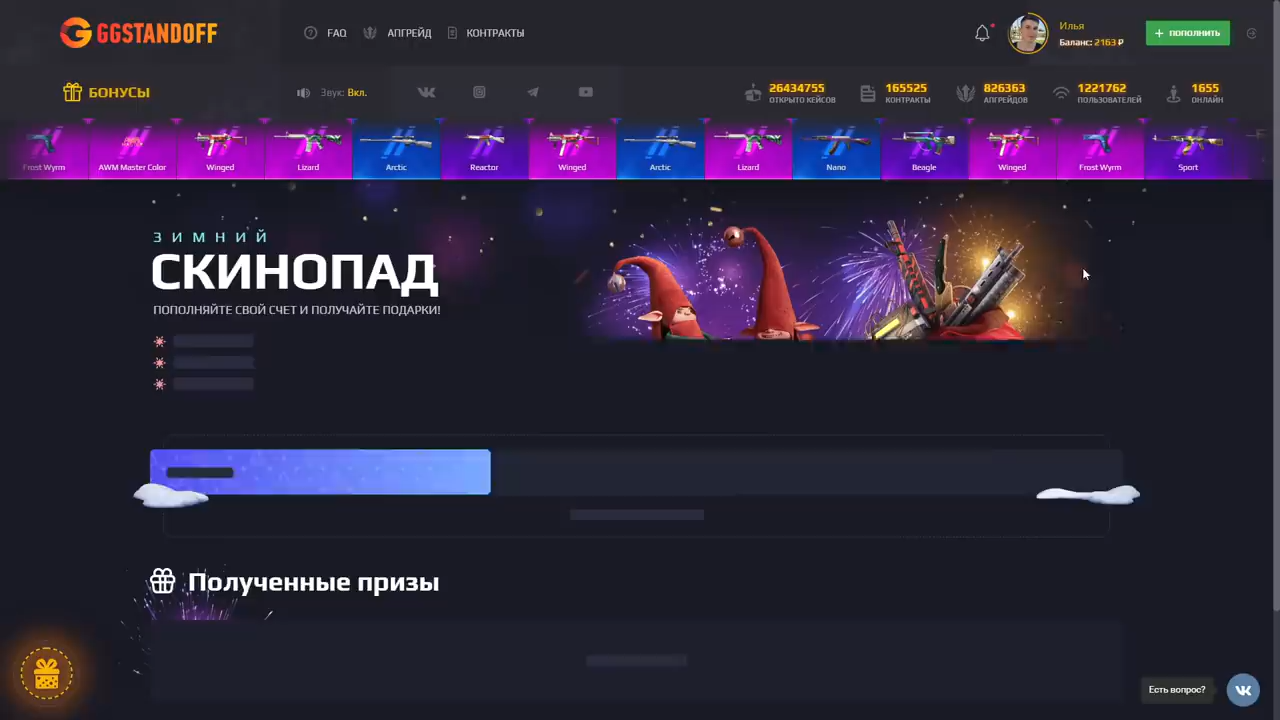 GGSTANDOFF
FAQ
АПГРЕЙД
КОНТРАКТЫ
Илья
Баланс: 2163 ₽
+ ПОПОЛНИТЬ
БОНУСЫ
Звук: Вкл.
26434755
ОТКРЫТО КЕЙСОВ
165525
КОНТРАКТЫ
826363
АПГРЕЙДОВ
1221762
ПОЛЬЗОВАТЕЛЕЙ
1655
ОНЛАЙН
Frost Wyrm
AWM Master Color
Winged
Lizard
Arctic
Reactor
Winged
Arctic
Lizard
Nano
Beagle
Winged
Frost Wyrm
Sport
ЗИМНИЙ
СКИНОПАД
ПОПОЛНЯЙТЕ СВОЙ СЧЕТ И ПОЛУЧАЙТЕ ПОДАРКИ!
Полученные призы
Есть вопрос?